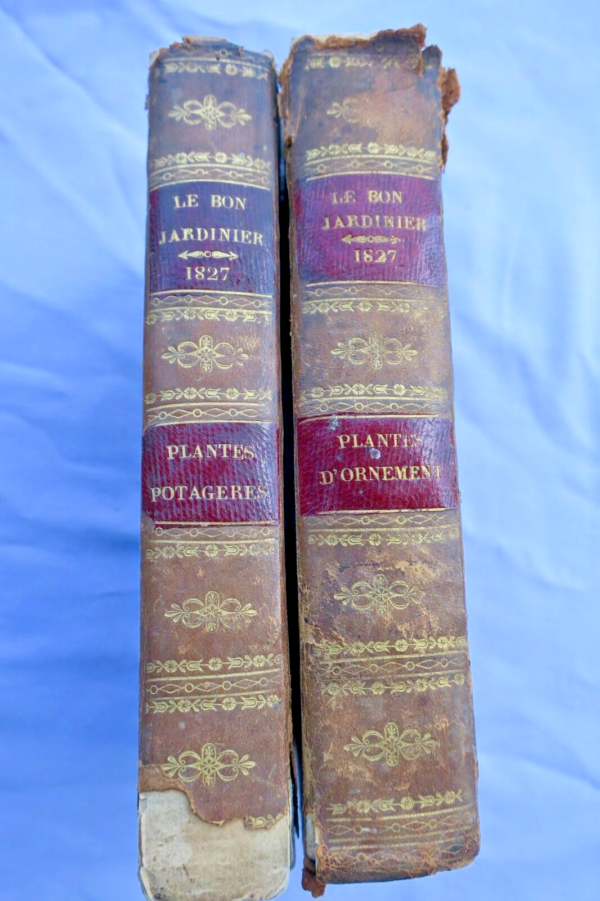 LE BON
JARDINIER
1827
PLANTES
POTAGERES
LE BON
JARDINIER
1827
PLANTES
D'ORNEMENT